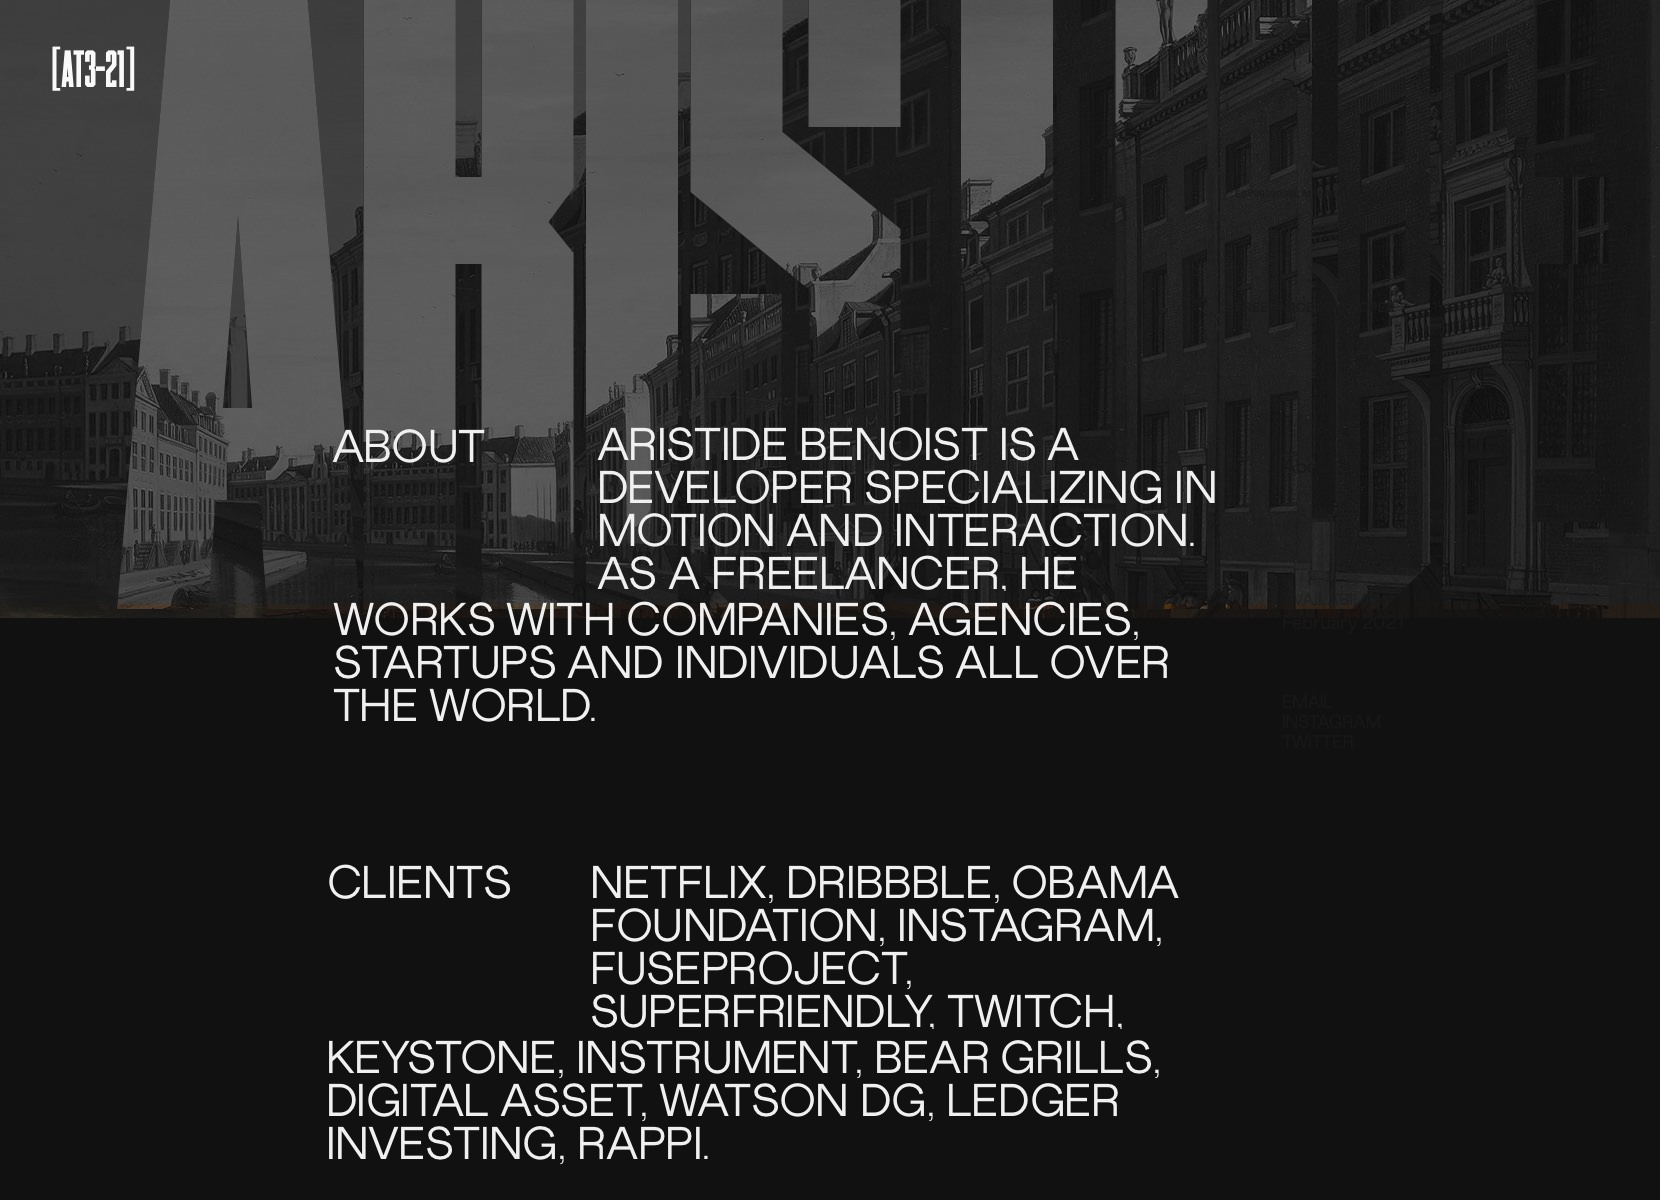 [AT3-21]
ABOUT
ARISTIDE BENOIST IS A
DEVELOPER SPECIALIZING IN
MOTION AND INTERACTION.
AS A FREELANCER, HE
WORKS WITH COMPANIES, AGENCIES,
STARTUPS AND INDIVIDUALS ALL OVER
THE WORLD.
February 2021
EMAIL
INSTAGRAM
TWITTER
CLIENTS
NETFLIX, DRIBBBLE, OBAMA
FOUNDATION, INSTAGRAM,
FUSEPROJECT,
SUPERFRIENDLY, TWITCH,
KEYSTONE, INSTRUMENT, BEAR GRILLS,
DIGITAL ASSET, WATSON DG, LEDGER
INVESTING, RAPPI.